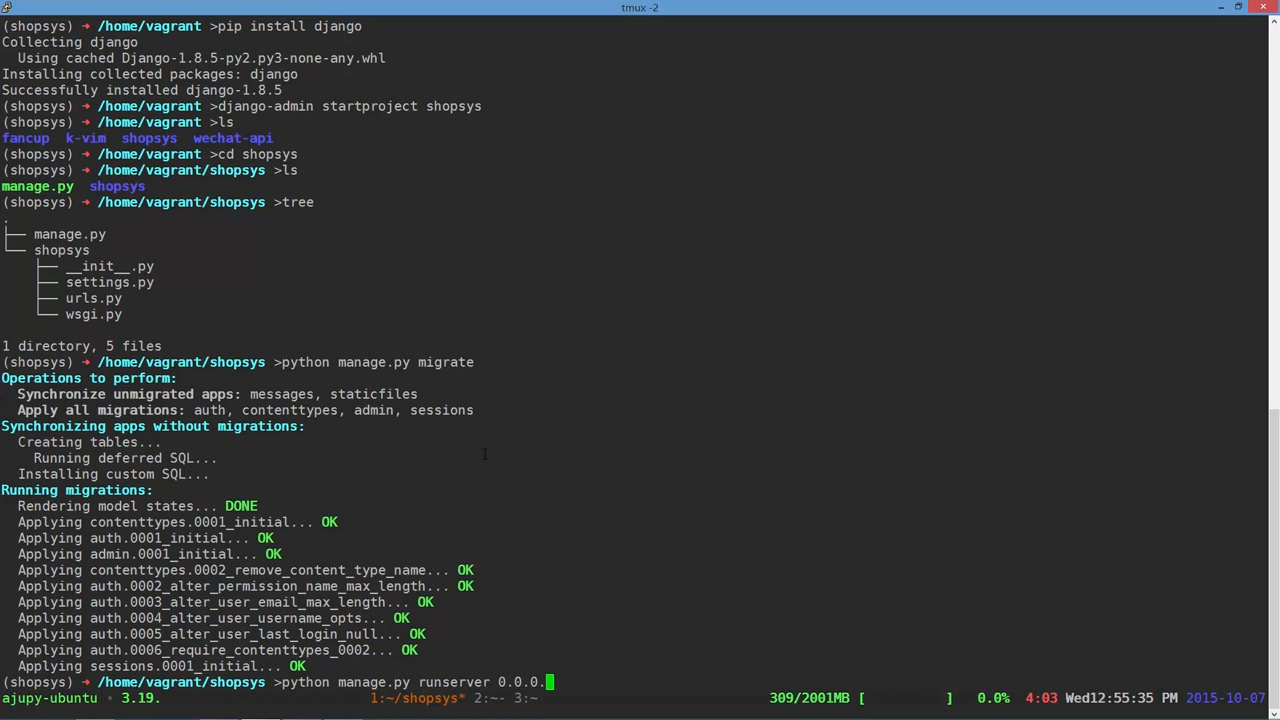 tmux -2
(shopsys) ➜ /home/vagrant >pip install django
Collecting django
Using cached Django-1.8.5-py2.py3-none-any.whl
Installing collected packages: django
Successfully installed django-1.8.5
(shopsys) ➜ /home/vagrant >django-admin startproject shopsys
(shopsys) ➜ /home/vagrant >ls
fancup k-vim shopsys wechat-api
(shopsys) ➜ /home/vagrant >cd shopsys
(shopsys) ➜ /home/vagrant/shopsys >ls
manage.py shopsys
(shopsys) ➜ /home/vagrant/shopsys >tree
.
├── manage.py
└── shopsys
├── __init__.py
├── settings.py
├── urls.py
└── wsgi.py
1 directory, 5 files
(shopsys) ➜ /home/vagrant/shopsys >python manage.py migrate
Operations to perform:
Synchronize unmigrated apps: messages, staticfiles
Apply all migrations: auth, contenttypes, admin, sessions
Synchronizing apps without migrations:
Creating tables...
Running deferred SQL...
Installing custom SQL...
Running migrations:
Rendering model states... DONE
Applying contenttypes.0001_initial... OK
Applying auth.0001_initial... OK
Applying admin.0001_initial... OK
Applying contenttypes.0002_remove_content_type_name... OK
Applying auth.0002_alter_permission_name_max_length... OK
Applying auth.0003_alter_user_email_max_length... OK
Applying auth.0004_alter_user_username_opts... OK
Applying auth.0005_alter_user_last_login_null... OK
Applying auth.0006_require_contenttypes_0002... OK
Applying sessions.0001_initial... OK
(shopsys) ➜ /home/vagrant/shopsys >python manage.py runserver 0.0.0.
ajupy-ubuntu • 3.19. 1:~/shopsys* 2:~- 3:~ 309/2001MB [ ] 0.0% 4:03 Wed12:55:35 PM 2015-10-07